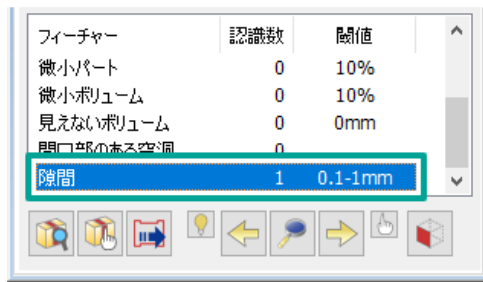 フィーチャー 認識数 閾値
微小パート 0 10%
微小ボリューム 0 10%
見えないボリューム 0 0mm
開口部のある空洞 0
隙間 1 0.1-1mm